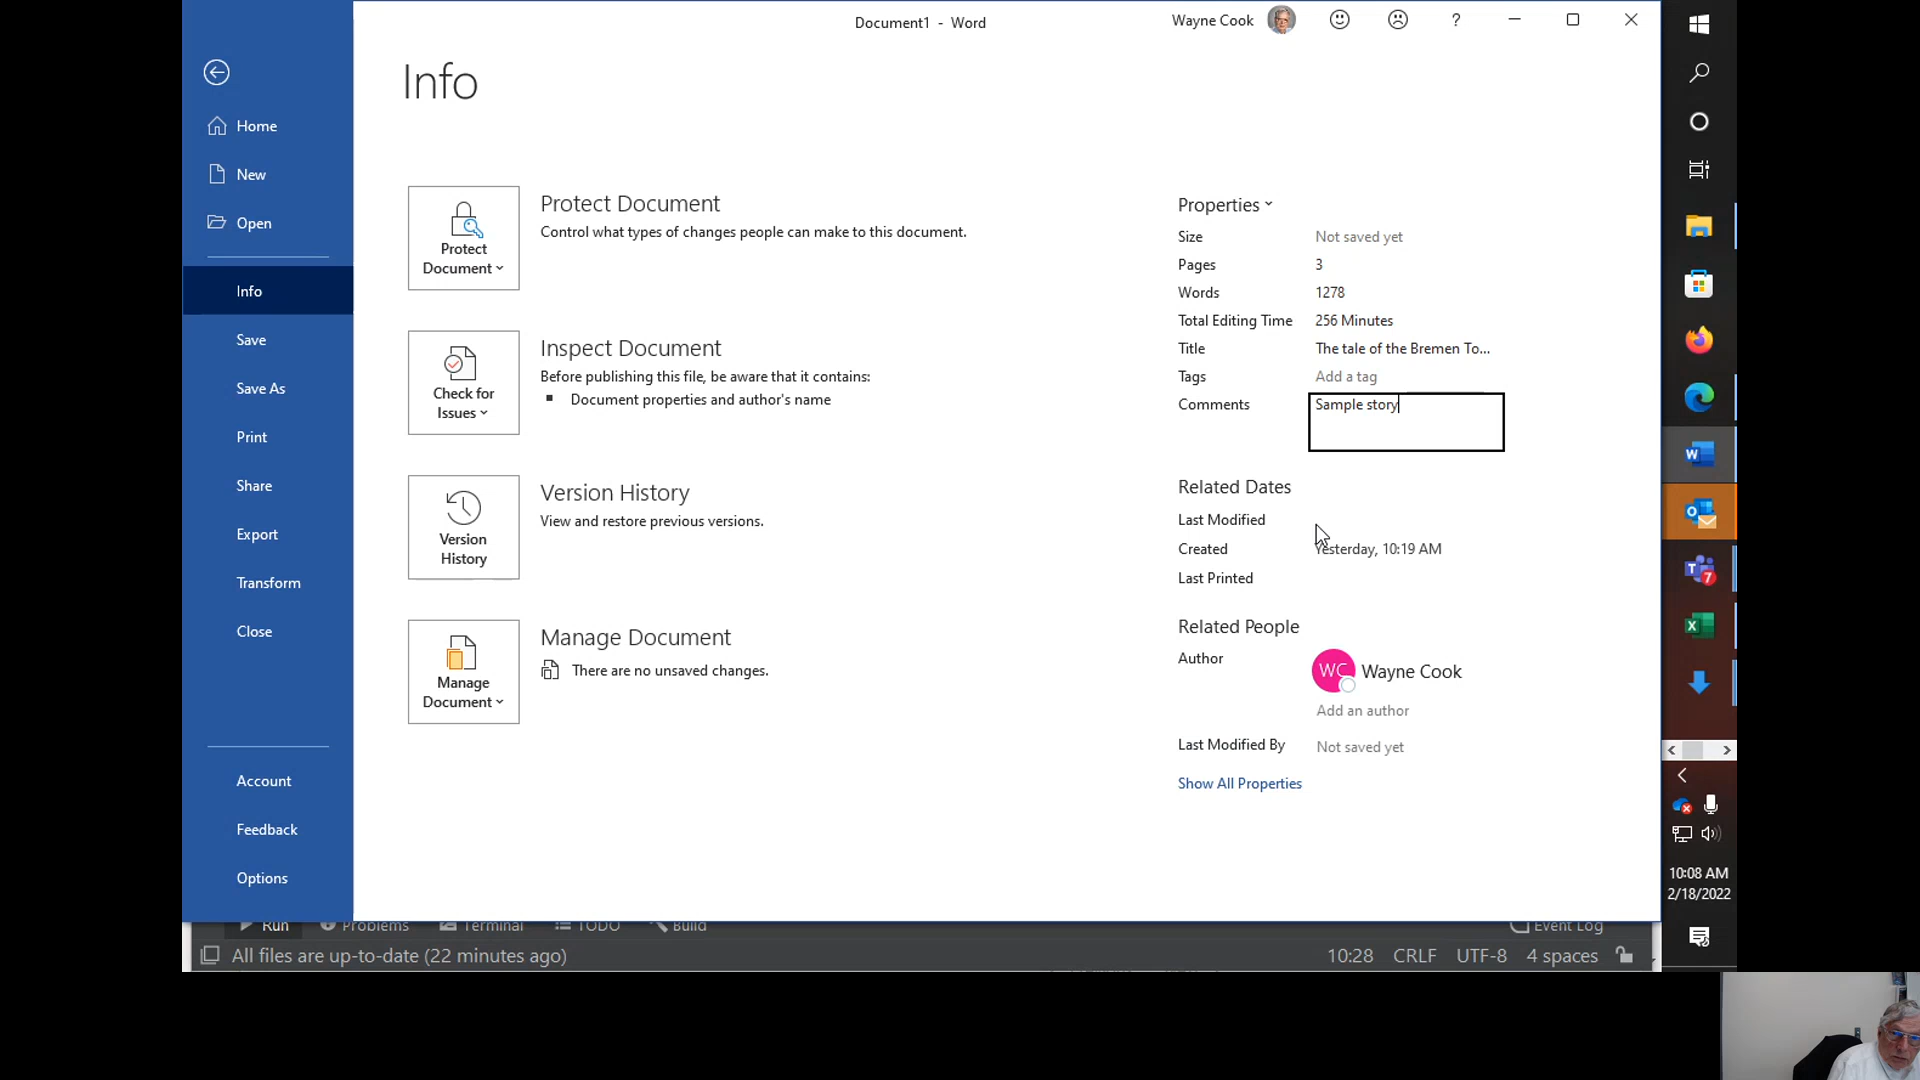 Document1 - Word
Wayne Cook
?
Info
Home
New
Open
Info
Save
Save As
Print
Share
Export
Transform
Close
Account
Feedback
Options
Protect
Document
Protect Document
Control what types of changes people can make to this document.
Check for
Issues
Inspect Document
Before publishing this file, be aware that it contains:
Document properties and author's name
Version
History
Version History
View and restore previous versions.
Manage
Document
Manage Document
There are no unsaved changes.
Properties
Size Not saved yet
Pages 3
Words 1278
Total Editing Time 256 Minutes
Title The tale of the Bremen To...
Tags Add a tag
Comments Sample story
Related Dates
Last Modified
Created Yesterday, 10:19 AM
Last Printed
Related People
Author
WC Wayne Cook
Add an author
Last Modified By Not saved yet
Show All Properties
7
10:08 AM
2/18/2022
Run Problems Terminal TODO Build Event Log
All files are up-to-date (22 minutes ago) 10:28 CRLF UTF-8 4 spaces